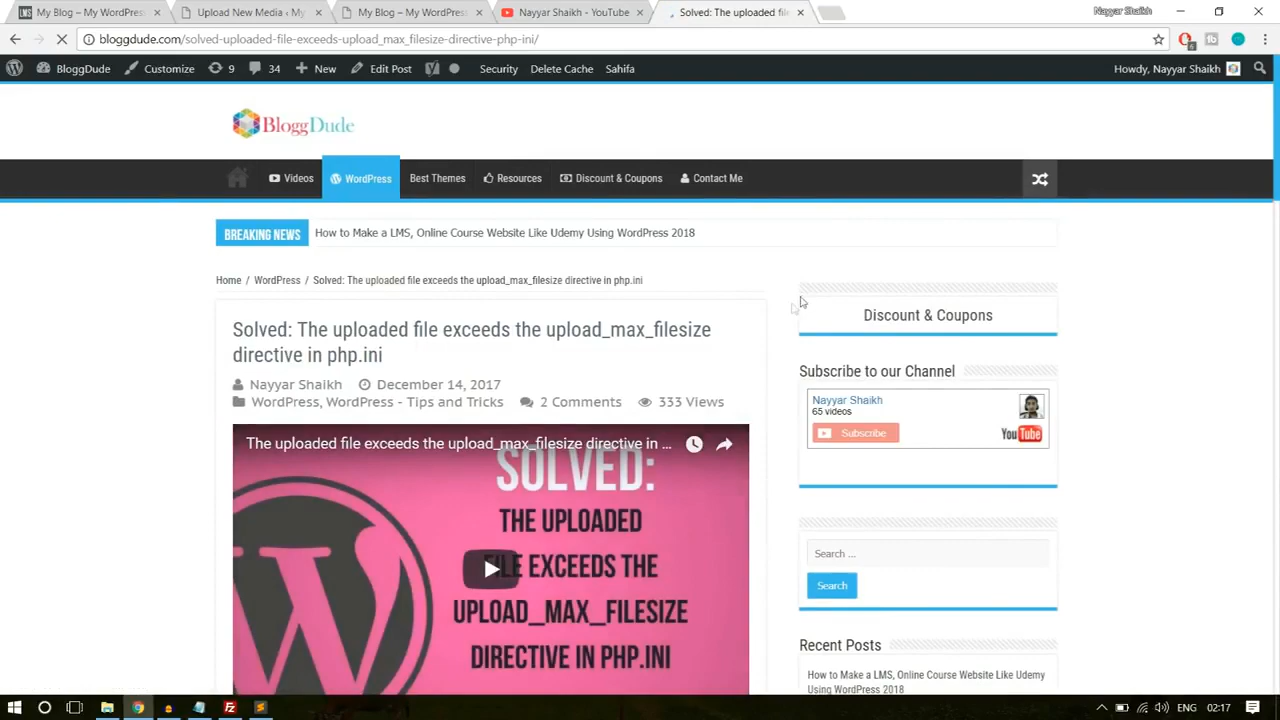 My Blog – My WordPress
Upload New Media ‹ My
My Blog – My WordPress
Nayyar Shaikh - YouTube
Solved: The uploaded file
Nayyar Shaikh
bloggdude.com/solved-uploaded-file-exceeds-upload_max_filesize-directive-php-ini/
BloggDude
Customize
9
34
New
Edit Post
Security
Delete Cache
Sahifa
Howdy, Nayyar Shaikh
BloggDude
Videos
WordPress
Best Themes
Resources
Discount & Coupons
Contact Me
BREAKING NEWS
How to Make a LMS, Online Course Website Like Udemy Using WordPress 2018
Home / WordPress / Solved: The uploaded file exceeds the upload_max_filesize directive in php.ini
Solved: The uploaded file exceeds the upload_max_filesize
directive in php.ini
Nayyar Shaikh December 14, 2017
WordPress, WordPress - Tips and Tricks 2 Comments 333 Views
The uploaded file exceeds the upload_max_filesize directive in ...
SOLVED:
THE UPLOADED
FILE EXCEEDS THE
UPLOAD_MAX_FILESIZE
DIRECTIVE IN PHP.INI
Discount & Coupons
Subscribe to our Channel
Nayyar Shaikh
65 videos
Subscribe
YouTube
Search ...
Search
Recent Posts
How to Make a LMS, Online Course Website Like Udemy
Using WordPress 2018
ENG
02:17